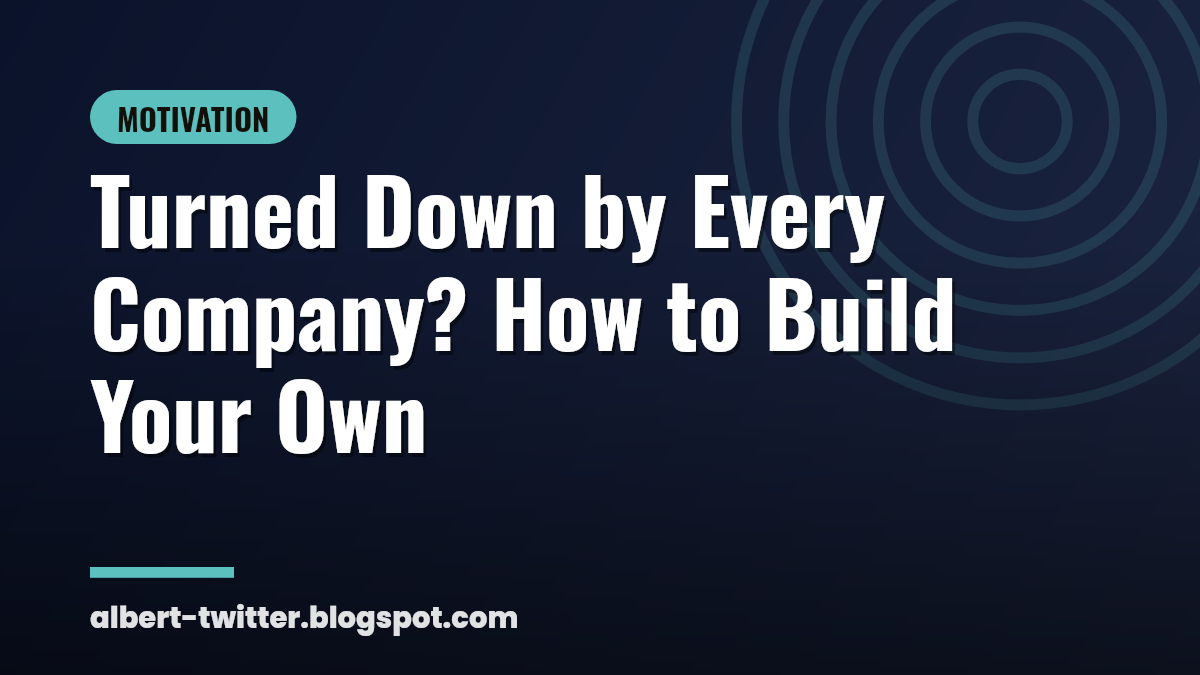 MOTIVATION
Turned Down by Every
Company? How to Build
Your Own
albert-twitter.blogspot.com